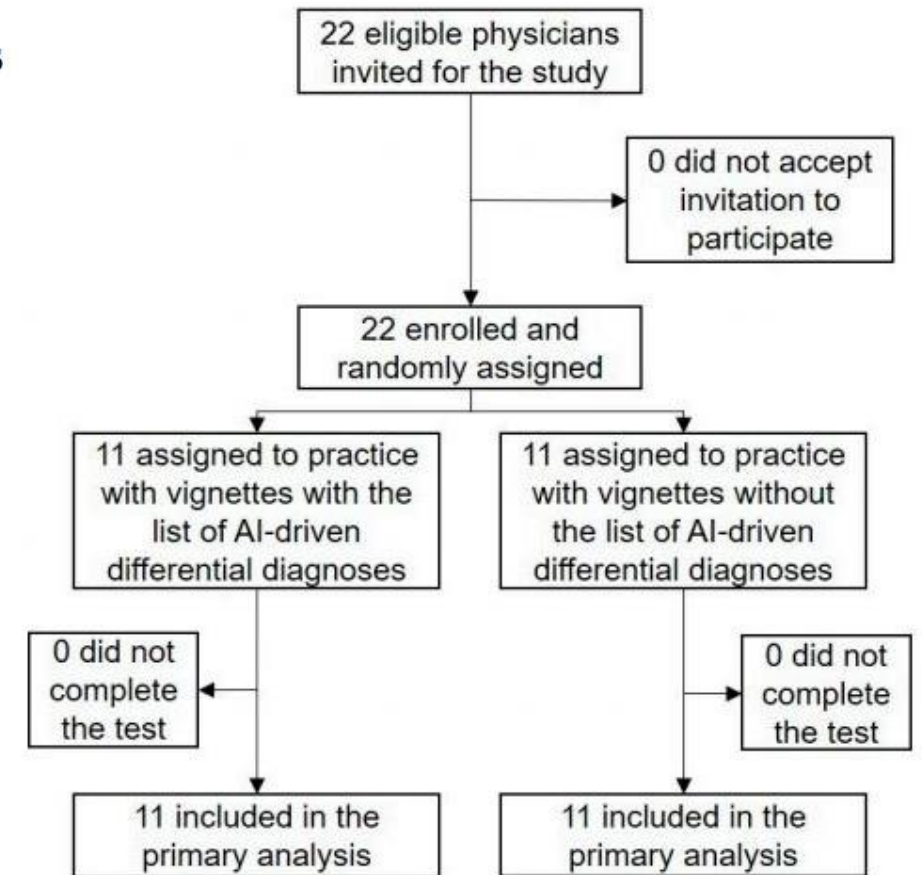 22 eligible physicians
invited for the study
0 did not accept
invitation to
participate
22 enrolled and
randomly assigned
11 assigned to practice
with vignettes with the
list of AI-driven
differential diagnoses
11 assigned to practice
with vignettes without
the list of AI-driven
differential diagnoses
0 did not
complete
the test
0 did not
complete
the test
11 included in the
primary analysis
11 included in the
primary analysis